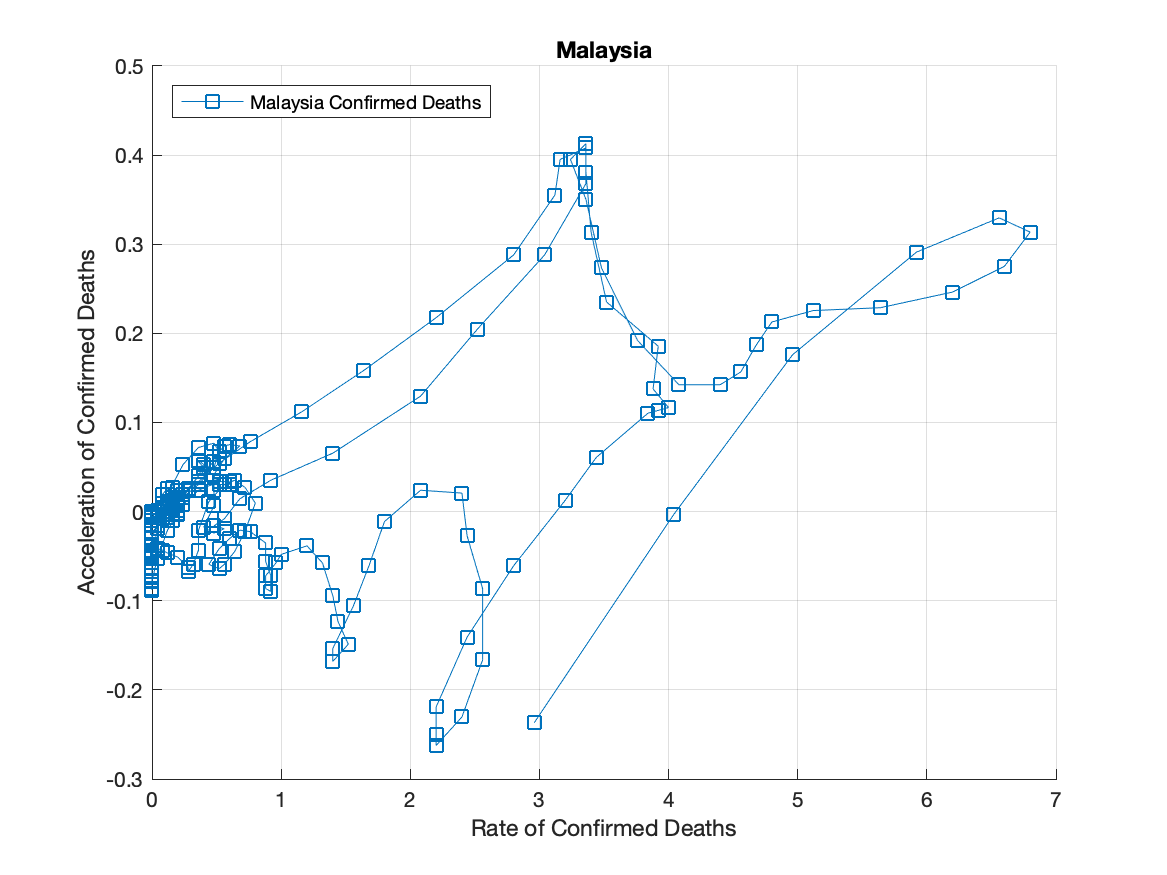 Malaysia
Malaysia Confirmed Deaths
0.5
0.4
0.3
0.2
0.1
0
-0.1
-0.2
-0.3
Acceleration of Confirmed Deaths
0 1 2 3 4 5 6 7
Rate of Confirmed Deaths